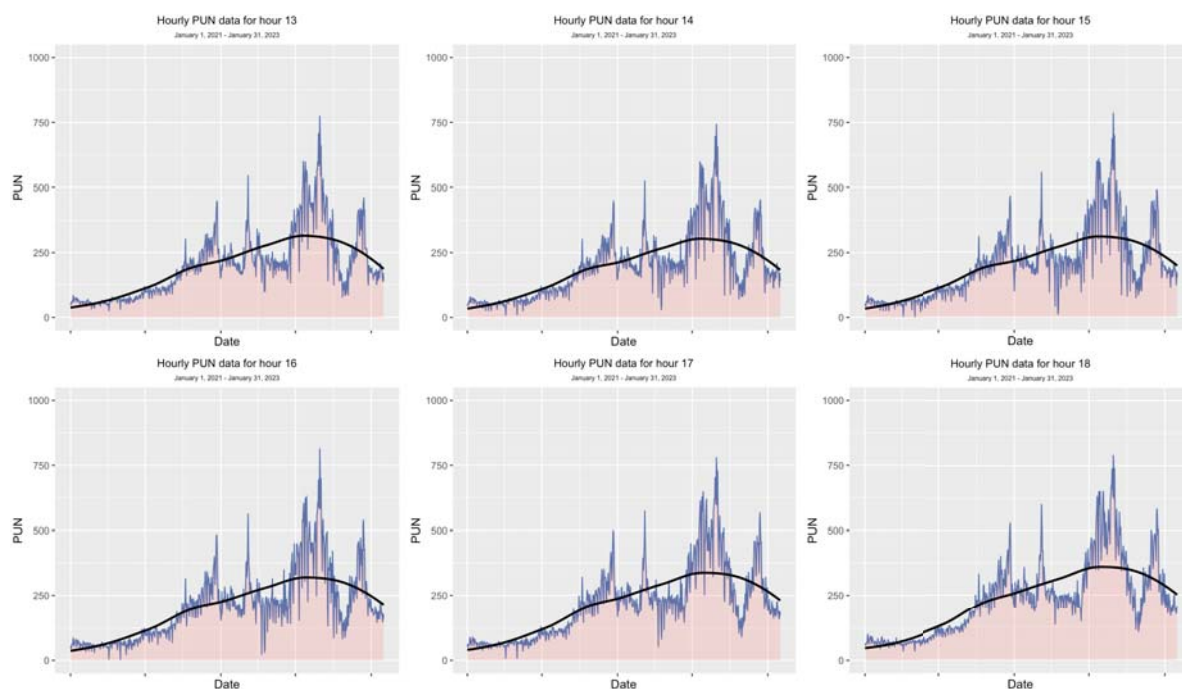 Hourly PUN data for hour 13
January 1, 2021 - January 31, 2023
1000
750
500
250
0
PUN
Date
Hourly PUN data for hour 14
January 1, 2021 - January 31, 2023
1000
750
500
250
0
PUN
Date
Hourly PUN data for hour 15
January 1, 2021 - January 31, 2023
1000
750
500
250
0
PUN
Date
Hourly PUN data for hour 16
January 1, 2021 - January 31, 2023
1000
750
500
250
0
PUN
Date
Hourly PUN data for hour 17
January 1, 2021 - January 31, 2023
1000
750
500
250
0
PUN
Date
Hourly PUN data for hour 18
January 1, 2021 - January 31, 2023
1000
750
500
250
0
PUN
Date